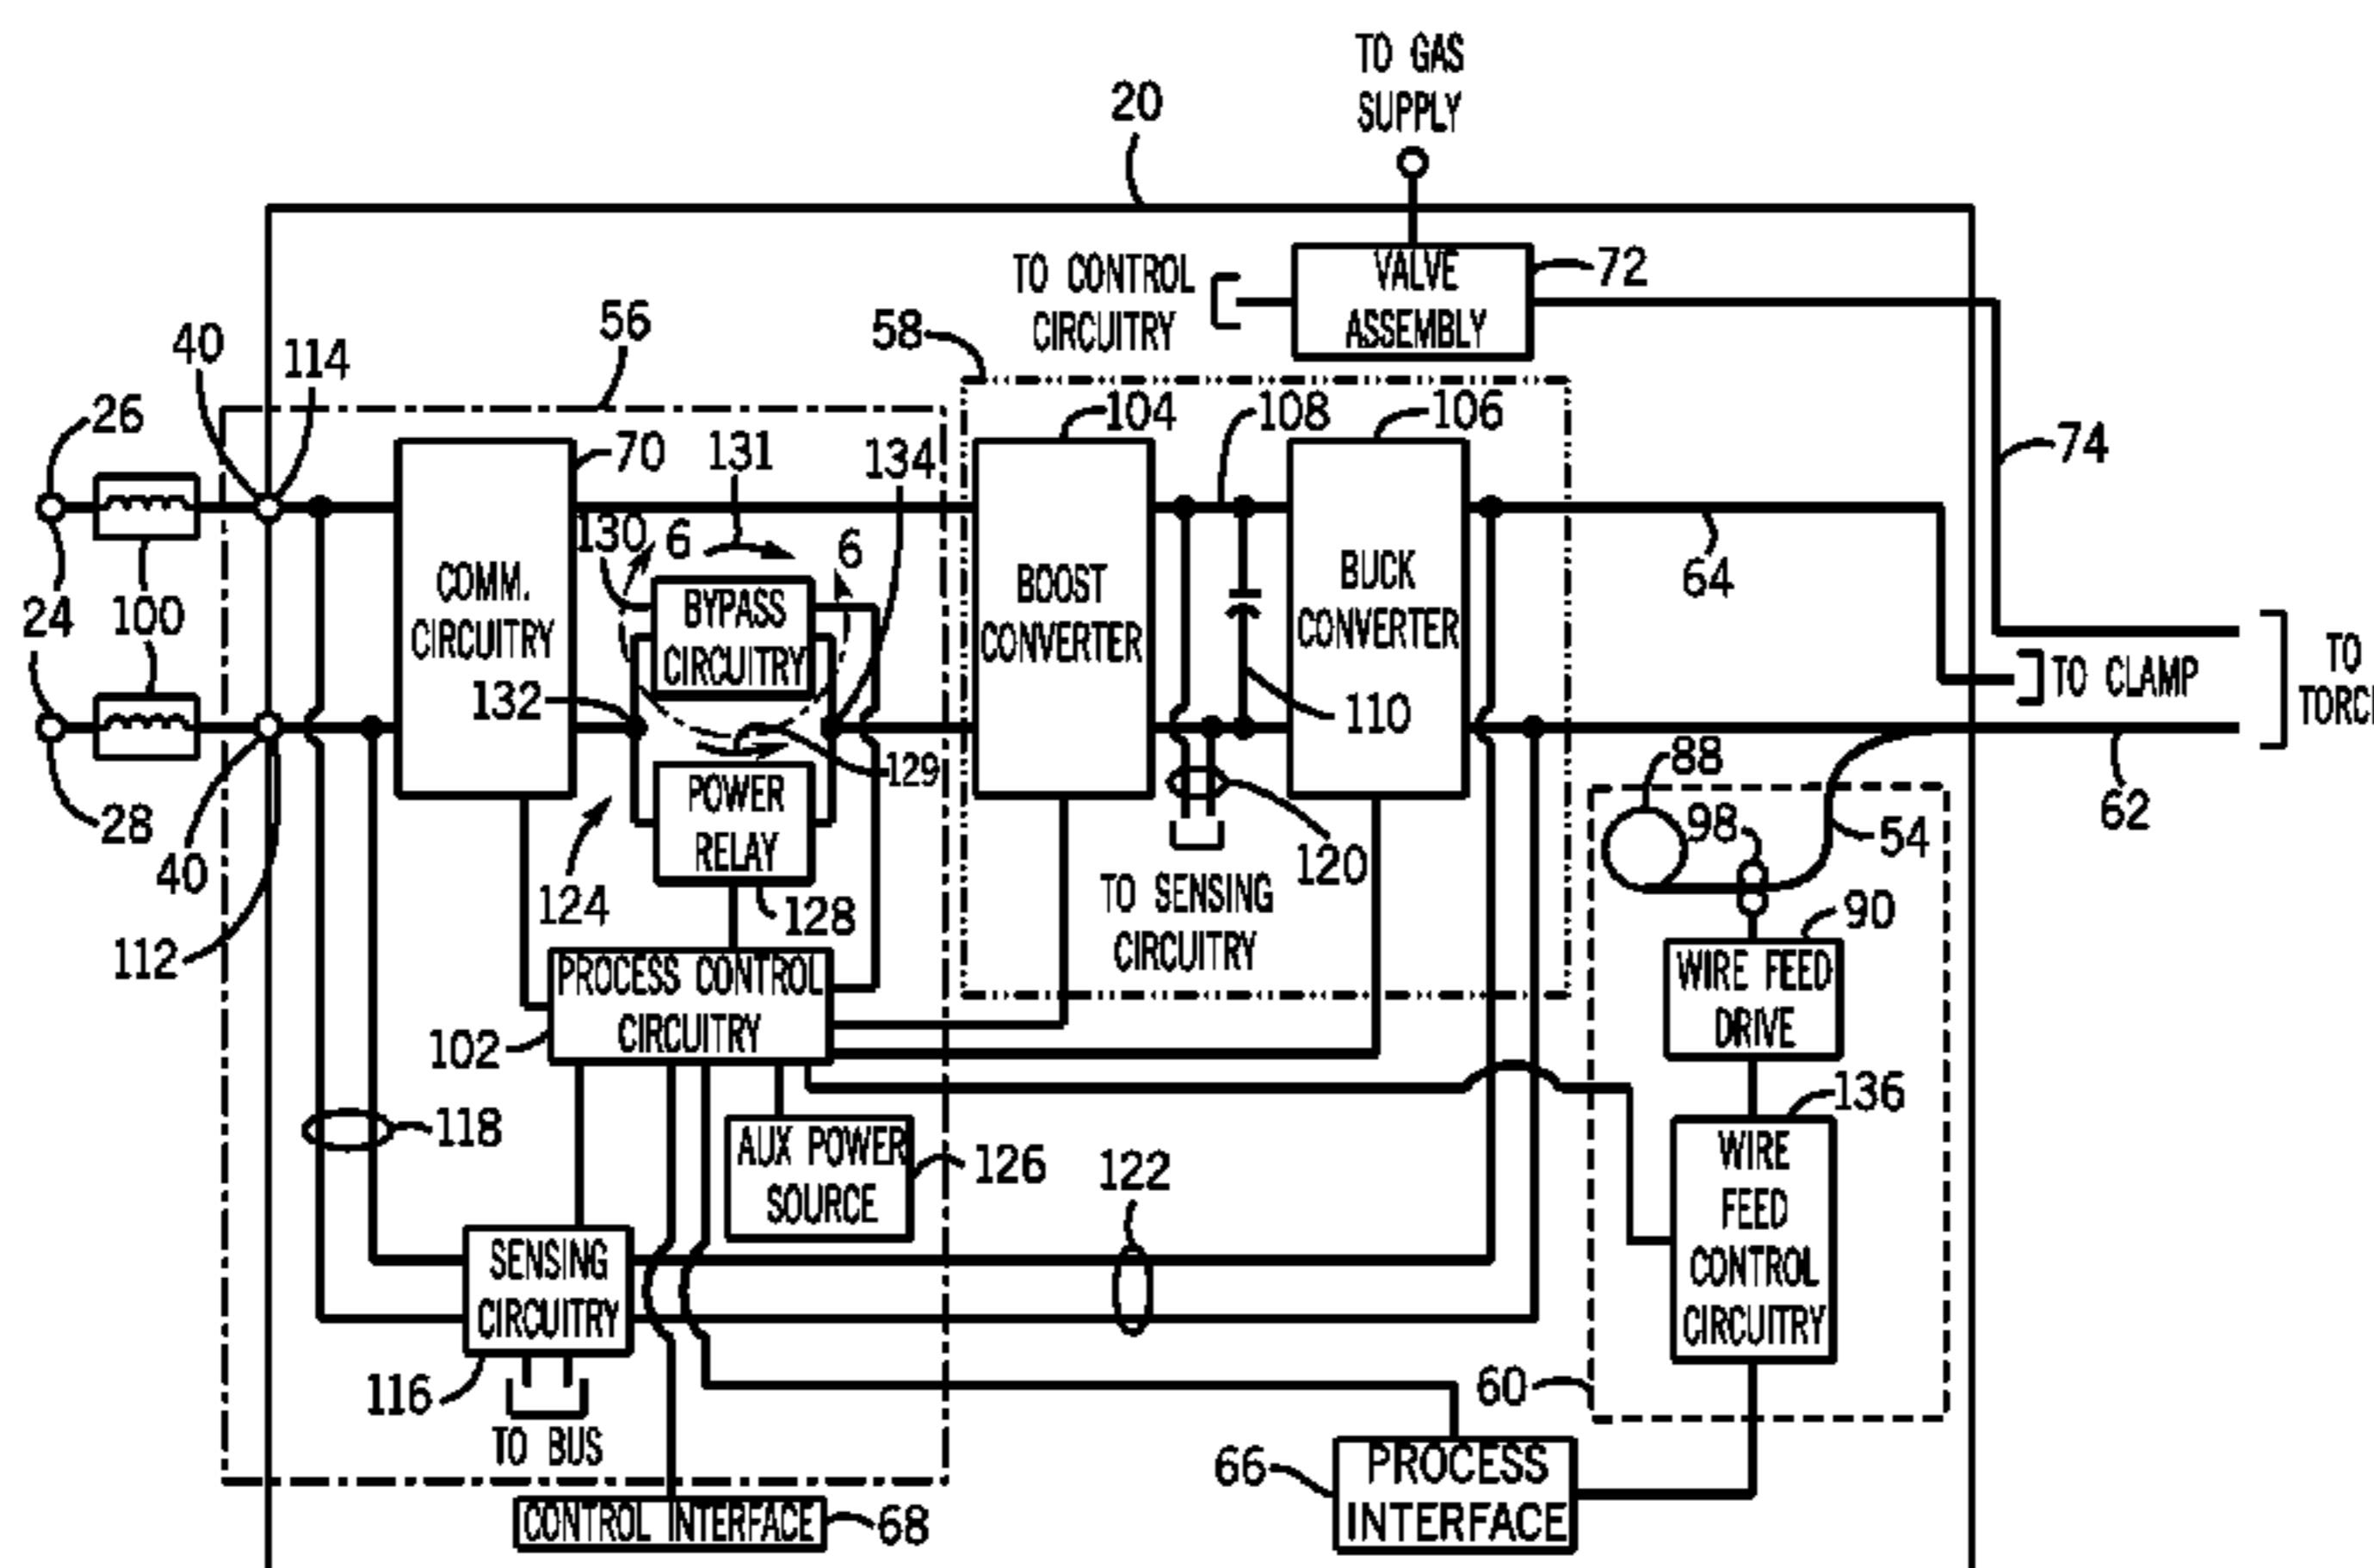 TO GAS
SUPPLY
20
TO CONTROL
CIRCUITRY
VALVE
ASSEMBLY
72
56
58
40
114
26
70
131
134
104
108
106
74
130
6
6
COMM.
CIRCUITRY
BYPASS
CIRCUITRY
BOOST
CONVERTER
BUCK
CONVERTER
64
24
100
132
129
110
TO CLAMP
TO
28
40
112
124
POWER
RELAY
128
120
TO SENSING
CIRCUITRY
88
98
54
62
90
WIRE FEED
DRIVE
PROCESS CONTROL
CIRCUITRY
102
136
118
AUX POWER
SOURCE
126
122
WIRE
FEED
CONTROL
CIRCUITRY
SENSING
CIRCUITRY
116
TO BUS
60
66
PROCESS
INTERFACE
CONTROL INTERFACE
68